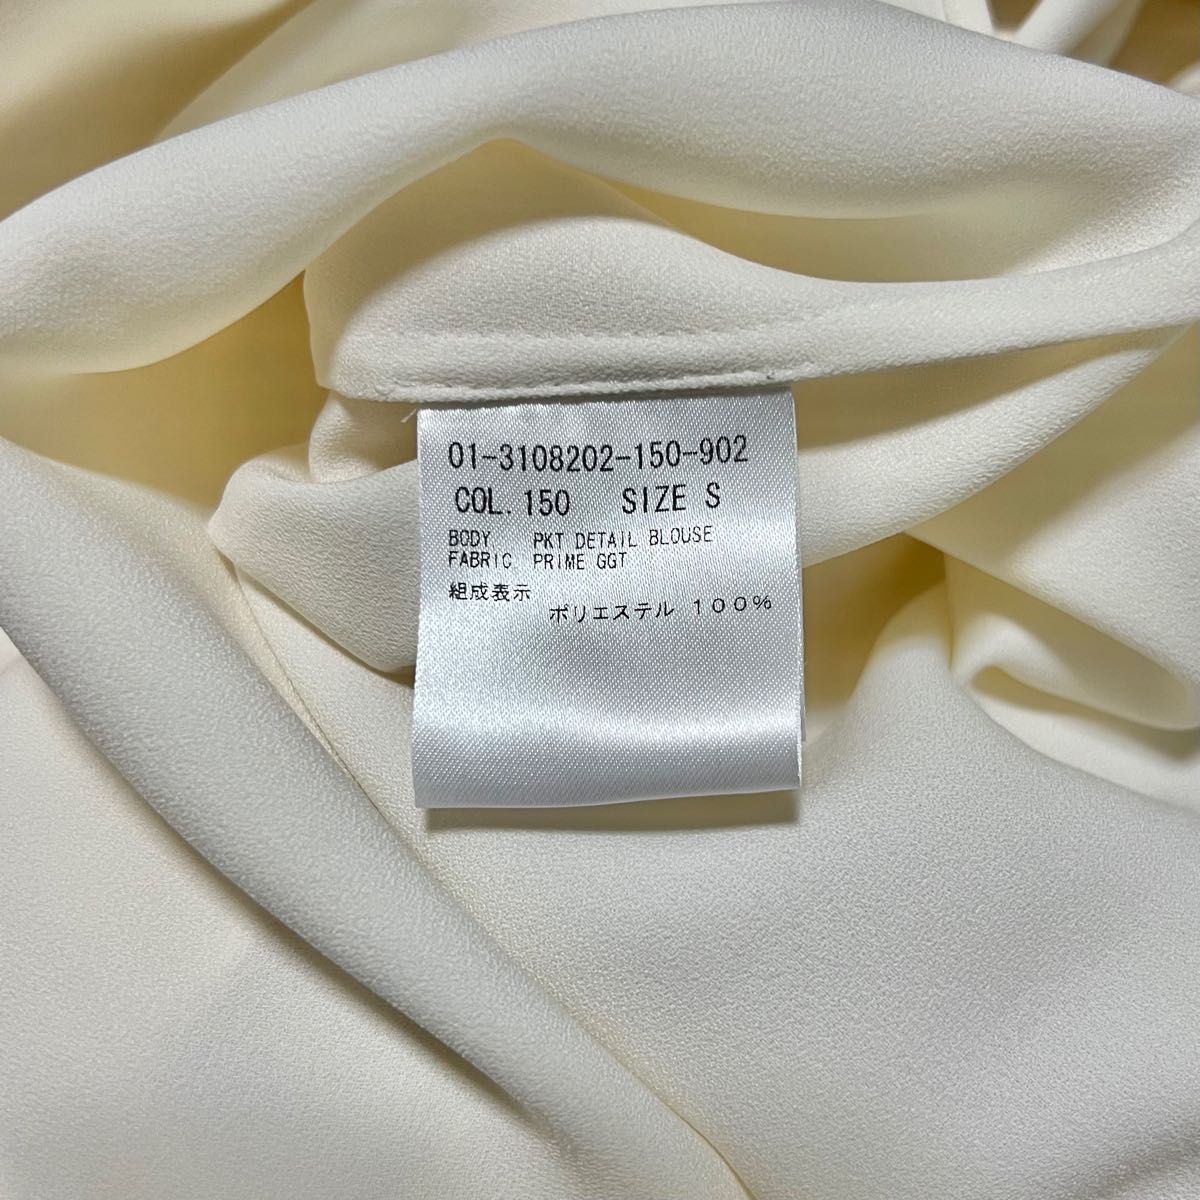 01-3108202-150-902
COL. 150 SIZE S
BODY PKT DETAIL BLOUSE
FABRIC PRIME GGT
組成表示
ポリエステル 100%